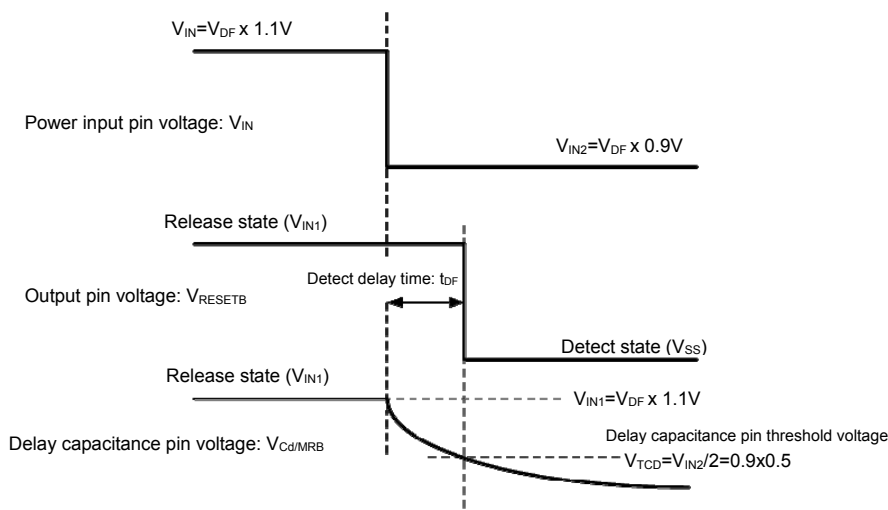 VIN=VDF x 1.1V
Power input pin voltage: VIN
VIN2=VDF x 0.9V
Release state (VIN1)
Detect delay time: tDF
Output pin voltage: VRESETB
Detect state (VSS)
Release state (VIN1)
VIN1=VDF x 1.1V
Delay capacitance pin threshold voltage
Delay capacitance pin voltage: VCd/MRB
VTCD=VIN2/2=0.9x0.5